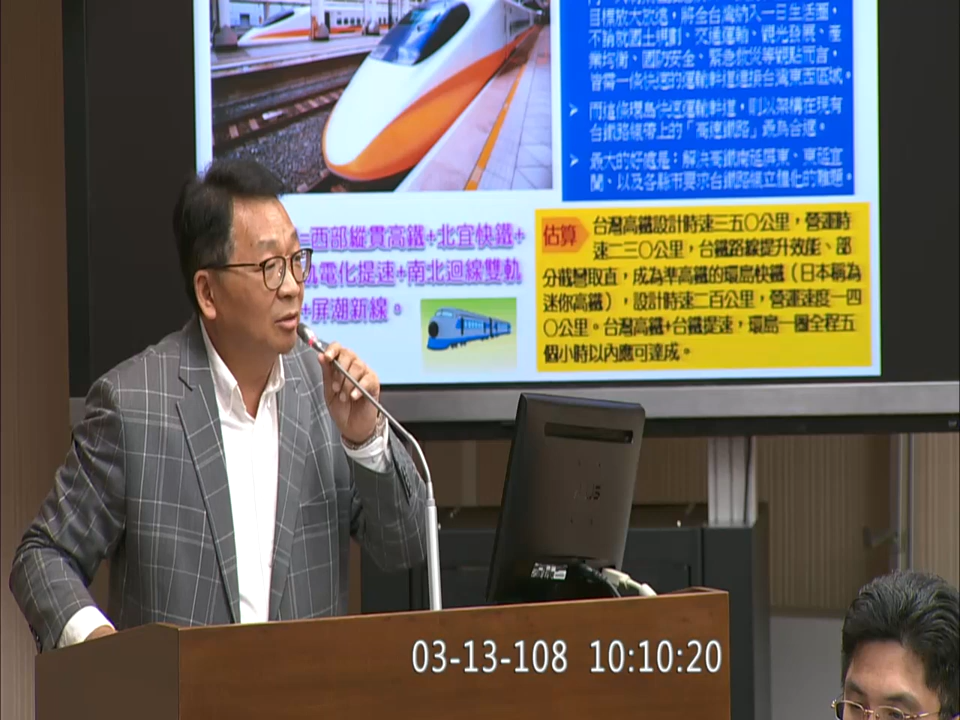 目標放大放遠，將全台灣納入一日生活圈，
不論就國土規劃、交通運輸、觀光發展、產
業均衡、國防安全、緊急救災等觀點而言，
皆需一條快速的運輸幹道連接台灣東西區域。
而這條環島快速運輸幹道，則以架構在現有
台鐵路線帶上的「高速鐵路」最為合適。
最大的好處是：解決高鐵南延屏東、東延宜
蘭、以及各縣市要求台鐵路線立體化的難題。
=西部縱貫高鐵+北宜快鐵+
軌電化提速+南北迴線雙軌
+屏潮新線。
估算
台灣高鐵設計時速三五〇公里，營運時
速二三〇公里，台鐵路線提升效能、部
分截彎取直，成為準高鐵的環島快鐵（日本稱為
迷你高鐵），設計時速二百公里，營運速度一四
〇公里。台灣高鐵+台鐵提速，環島一圈全程五
個小時以內應可達成。
03-13-108 10:10:20